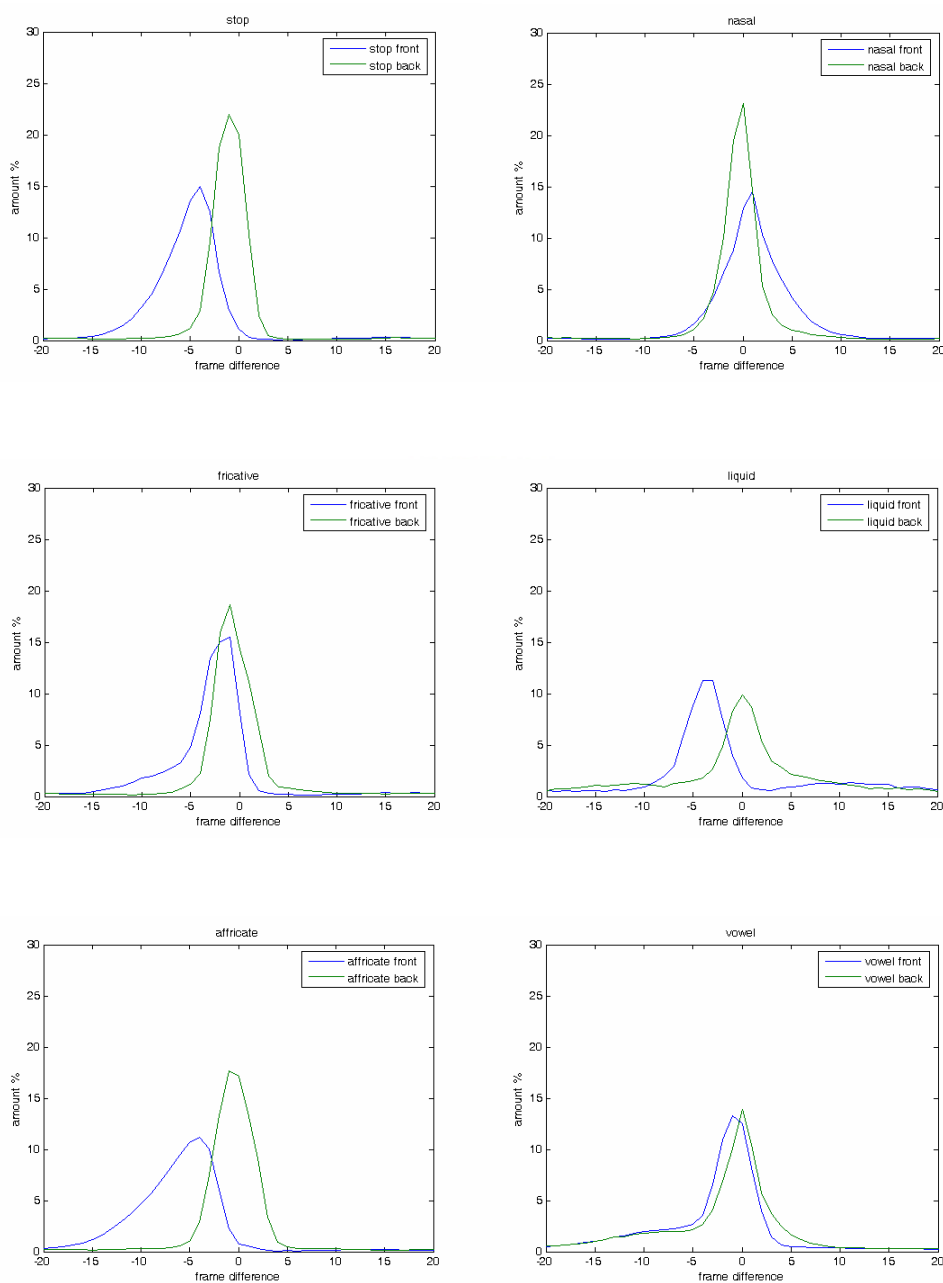 stop
30
25
20
15
10
5
0
amount %
stop front
stop back
-20 -15 -10 -5 0 5 10 15 20
frame difference
nasal
30
25
20
15
10
5
0
amount %
nasal front
nasal back
-20 -15 -10 -5 0 5 10 15 20
frame difference
fricative
30
25
20
15
10
5
0
amount %
fricative front
fricative back
-20 -15 -10 -5 0 5 10 15 20
frame difference
liquid
30
25
20
15
10
5
0
amount %
liquid front
liquid back
-20 -15 -10 -5 0 5 10 15 20
frame difference
affricate
30
25
20
15
10
5
0
amount %
affricate front
affricate back
-20 -15 -10 -5 0 5 10 15 20
frame difference
vowel
30
25
20
15
10
5
0
amount %
vowel front
vowel back
-20 -15 -10 -5 0 5 10 15 20
frame difference